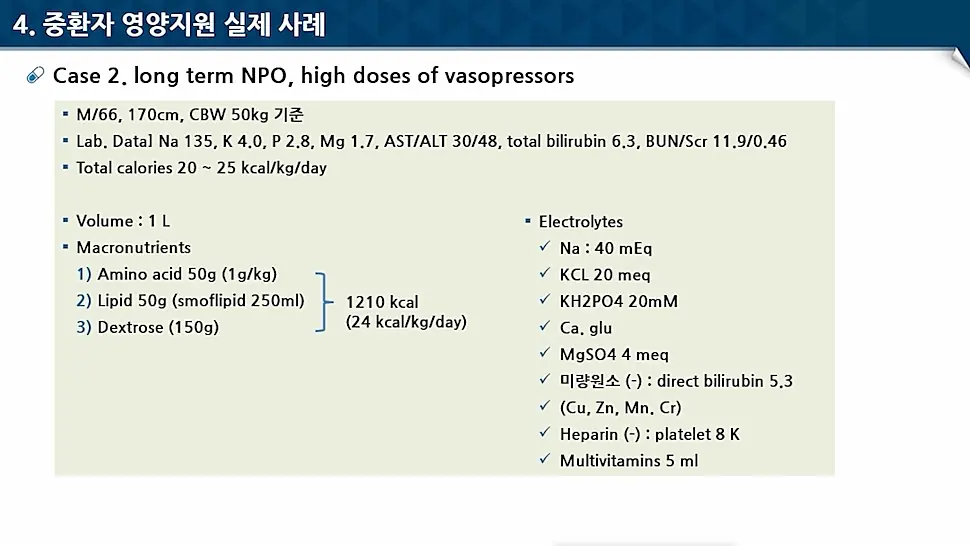 4. 중환자 영양지원 실제 사례
Case 2. long term NPO, high doses of vasopressors
▪ M/66, 170cm, CBW 50kg 기준
▪ Lab. Data] Na 135, K 4.0, P 2.8, Mg 1.7, AST/ALT 30/48, total bilirubin 6.3, BUN/Scr 11.9/0.46
▪ Total calories 20 ~ 25 kcal/kg/day
▪ Volume : 1 L
▪ Macronutrients
1) Amino acid 50g (1g/kg)
2) Lipid 50g (smoflipid 250ml)
3) Dextrose (150g)
1210 kcal
(24 kcal/kg/day)
▪ Electrolytes
✓ Na : 40 mEq
✓ KCL 20 meq
✓ KH2PO4 20mM
✓ Ca. glu
✓ MgSO4 4 meq
✓ 미량원소 (-) : direct bilirubin 5.3
✓ (Cu, Zn, Mn. Cr)
✓ Heparin (-) : platelet 8 K
✓ Multivitamins 5 ml